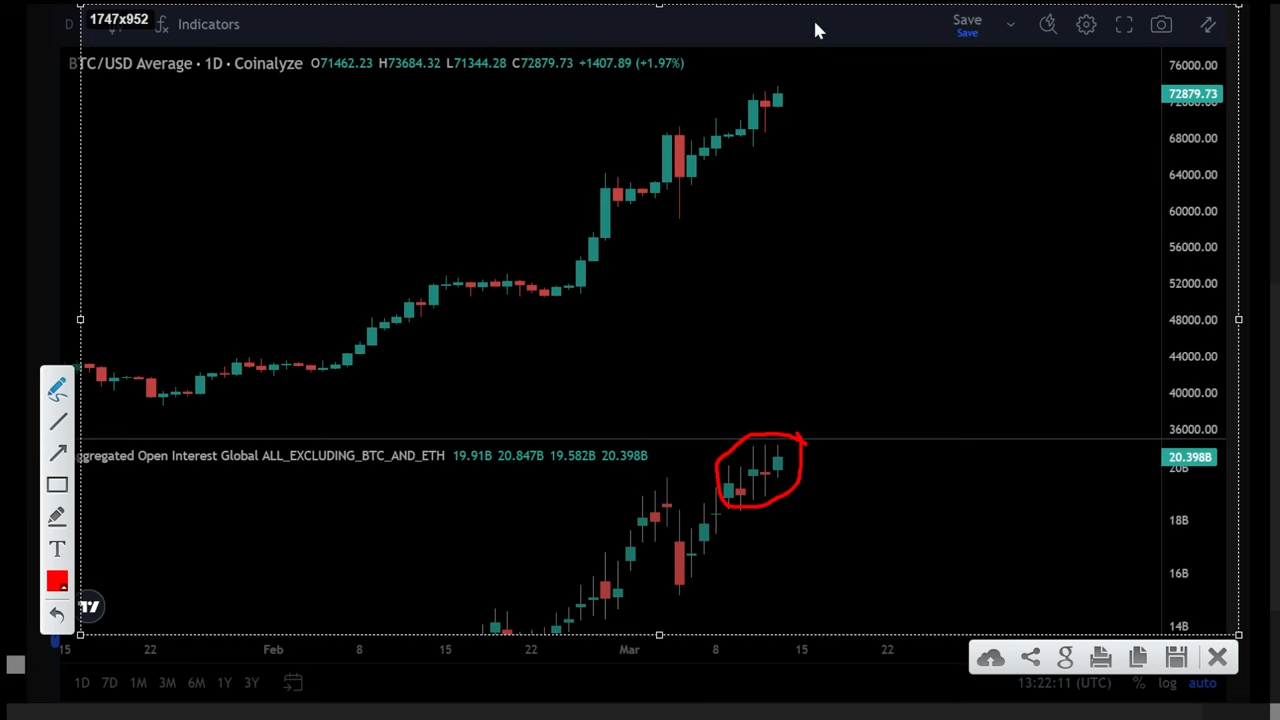 1747x952
D
Indicators
Save
Save
BTC/USD Average · 1D · Coinalyze O71462.23 H73684.32 L71344.28 C72879.73 +1407.89 (+1.97%)
76000.00
72879.73
72000.00
68000.00
64000.00
60000.00
56000.00
52000.00
48000.00
44000.00
40000.00
36000.00
ggregated Open Interest Global ALL_EXCLUDING_BTC_AND_ETH 19.91B 20.847B 19.582B 20.398B
20.398B
20B
18B
16B
14B
T
15 22 Feb 8 15 22 Mar 8 15 22
g
1D 7D 1M 3M 6M 1Y 3Y
13:22:11 (UTC) % log auto